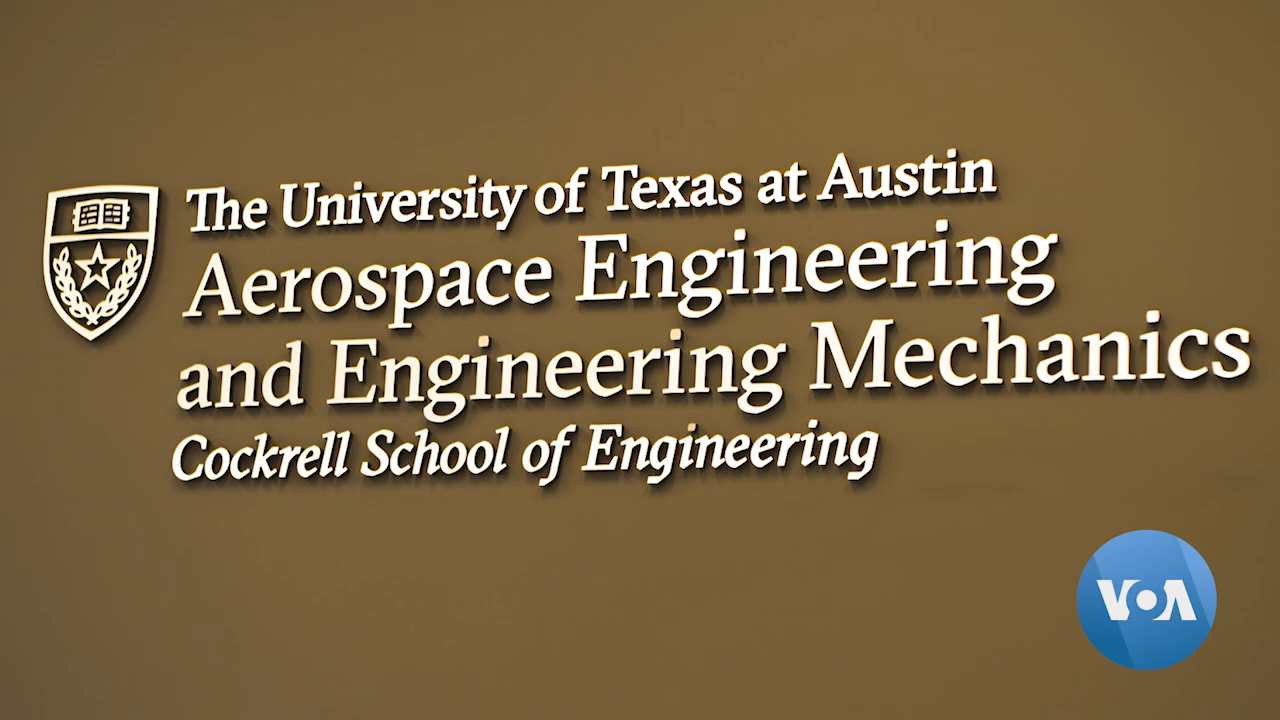 The University of Texas at Austin
Aerospace Engineering
and Engineering Mechanics
Cockrell School of Engineering
VOA